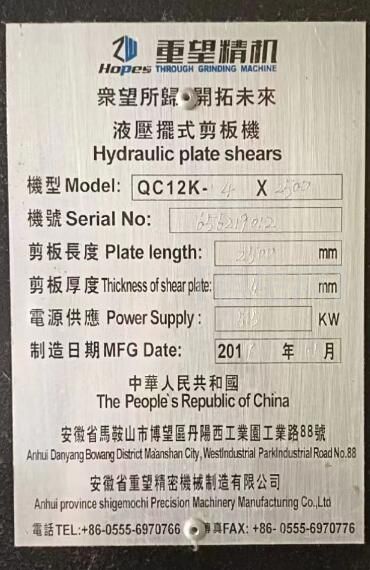 Hopes 重望精机
THROUGH GRINDING MACHINE
衆望所歸 開拓未來
液壓擺式剪板機
Hydraulic plate shears
機型 Model: QC12K- 4 X 2500
機號 Serial No:
剪板長度 Plate length: 2500 mm
剪板厚度 Thickness of shear plate: 4 mm
電源供應 Power Supply: KW
制造日期 MFG Date: 201 年 月
中華人民共和國
The People's Republic of China
安徽省馬鞍山市博望區丹陽西工業園工業路88號
Anhui Danyang Bowang District Maanshan City, WestIndustrial ParkIndustrial Road No.88
安徽省重望精密機械制造有限公司
Anhui province shigemochi Precision Machinery Manufacturing Co.,Ltd
電話TEL:+86-0555-6970766 傳真FAX: +86- 0555-6970776